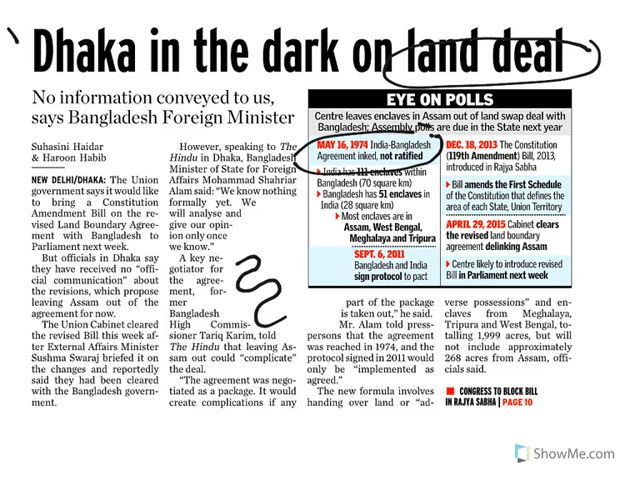 Dhaka in the dark on land deal
No information conveyed to us,
says Bangladesh Foreign Minister
Suhasini Haidar
& Haroon Habib
NEW DELHI/DHAKA: The Union
government says it would like
to bring a Constitution
Amendment Bill on the re-
vised Land Boundary Agree-
ment with Bangladesh to
Parliament next week.
But officials in Dhaka say
they have received no “offi-
cial communication” about
the revisions, which propose
leaving Assam out of the
agreement for now.
The Union Cabinet cleared
the revised Bill this week af-
ter External Affairs Minister
Sushma Swaraj briefed it on
the changes and reportedly
said they had been cleared
with the Bangladesh govern-
ment.
However, speaking to The
Hindu in Dhaka, Bangladesh
Minister of State for Foreign
Affairs Mohammad Shahriar
Alam said: “We know nothing
formally yet. We
will analyse and
give our opin-
ion only once
we know.”
A key ne-
gotiator for
the agree-
ment, for-
mer
Bangladesh
High Commis-
sioner Tariq Karim, told
The Hindu that leaving As-
sam out could “complicate”
the deal.
“The agreement was nego-
tiated as a package. It would
create complications if any
EYE ON POLLS
Centre leaves enclaves in Assam out of land swap deal with
Bangladesh; Assembly polls are due in the State next year
MAY 16, 1974 India-Bangladesh
Agreement inked, not ratified
India has 111 enclaves within
Bangladesh (70 square km)
Bangladesh has 51 enclaves in
India (28 square km)
Most enclaves are in
Assam, West Bengal,
Meghalaya and Tripura
SEPT. 6, 2011
Bangladesh and India
sign protocol to pact
DEC. 18, 2013 The Constitution
(119th Amendment) Bill, 2013,
introduced in Rajya Sabha
Bill amends the First Schedule
of the Constitution that defines the
area of each State, Union Territory
APRIL 29, 2015 Cabinet clears
the revised land boundary
agreement delinking Assam
Centre likely to introduce revised
Bill in Parliament next week
part of the package
is taken out,” he said.
Mr. Alam told press-
persons that the agreement
was reached in 1974, and the
protocol signed in 2011 would
only be “implemented as
agreed.”
The new formula involves
handing over land or “ad-
verse possessions” and en-
claves from Meghalaya,
Tripura and West Bengal, to-
talling 1,999 acres, but will
not include approximately
268 acres from Assam, offi-
cials said.
CONGRESS TO BLOCK BILL
IN RAJYA SABHA | PAGE 10
ShowMe.com